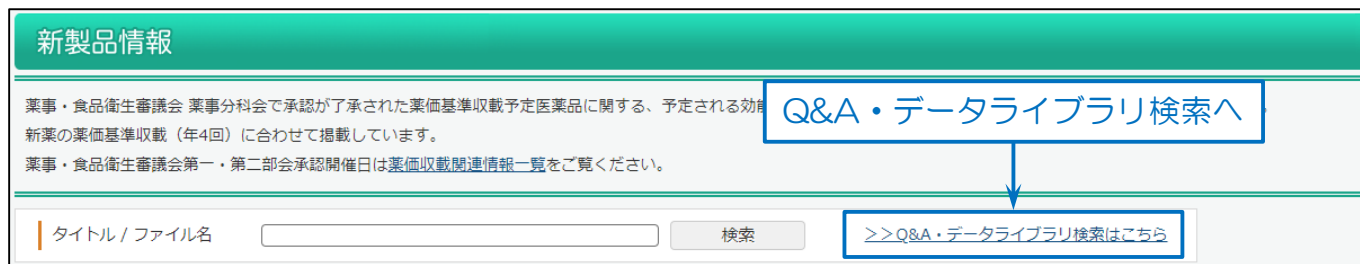 新製品情報
薬事・食品衛生審議会 薬事分科会で承認が了承された薬価基準収載予定医薬品に関する、予定される効
Q&A・データライブラリ検索へ
新薬の薬価基準収載（年4回）に合わせて掲載しています。
薬事・食品衛生審議会第一・第二部会承認開催日は薬価収載関連情報一覧をご覧ください。
タイトル / ファイル名
検索
>>Q&A・データライブラリ検索はこちら